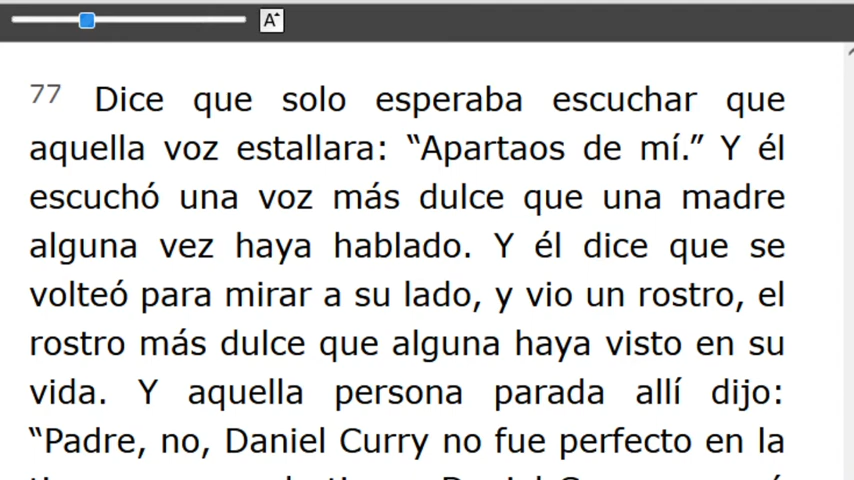 A
77 Dice que solo esperaba escuchar que
aquella voz estallara: “Apartaos de mí.” Y él
escuchó una voz más dulce que una madre
alguna vez haya hablado. Y él dice que se
volteó para mirar a su lado, y vio un rostro, el
rostro más dulce que alguna haya visto en su
vida. Y aquella persona parada allí dijo:
“Padre, no, Daniel Curry no fue perfecto en la